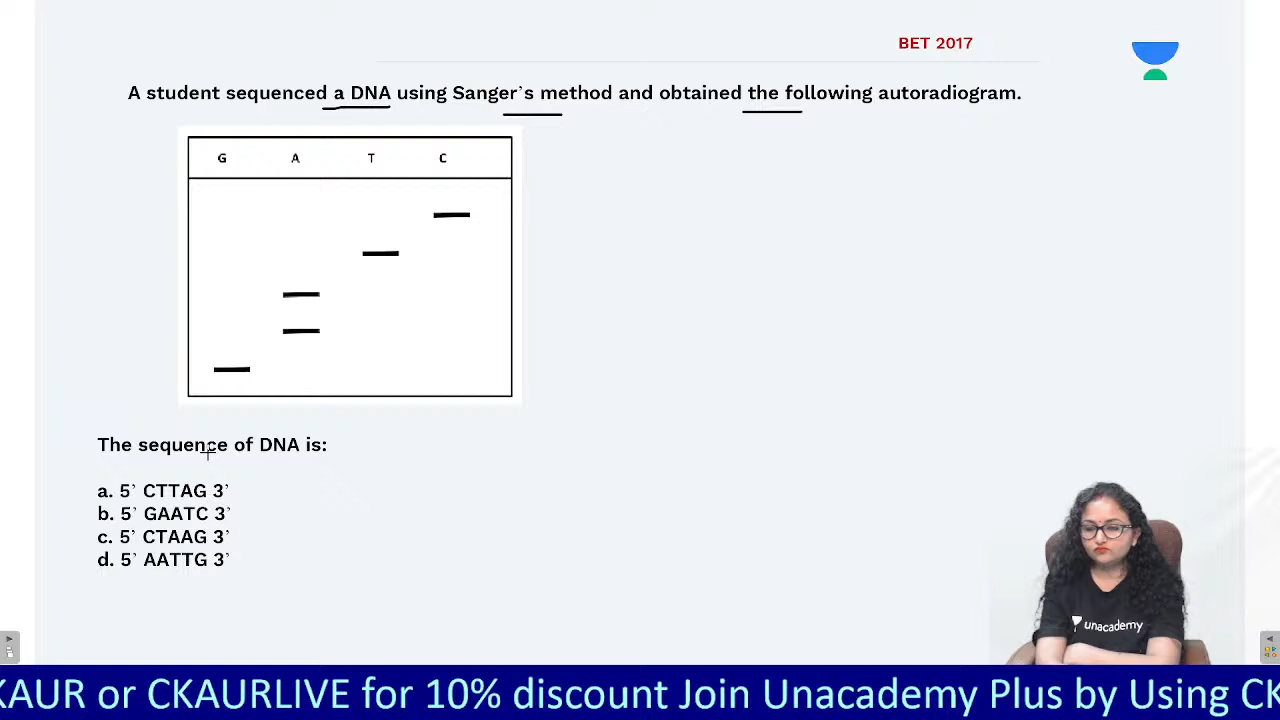 BET 2017
A student sequenced a DNA using Sanger's method and obtained the following autoradiogram.
G A T C
The sequence of DNA is:
a. 5’ CTTAG 3’
b. 5’ GAATC 3’
c. 5’ CTAAG 3’
d. 5’ AATTG 3’
unacademy
KAUR or CKAURLIVE for 10% discount Join Unacademy Plus by Using CK